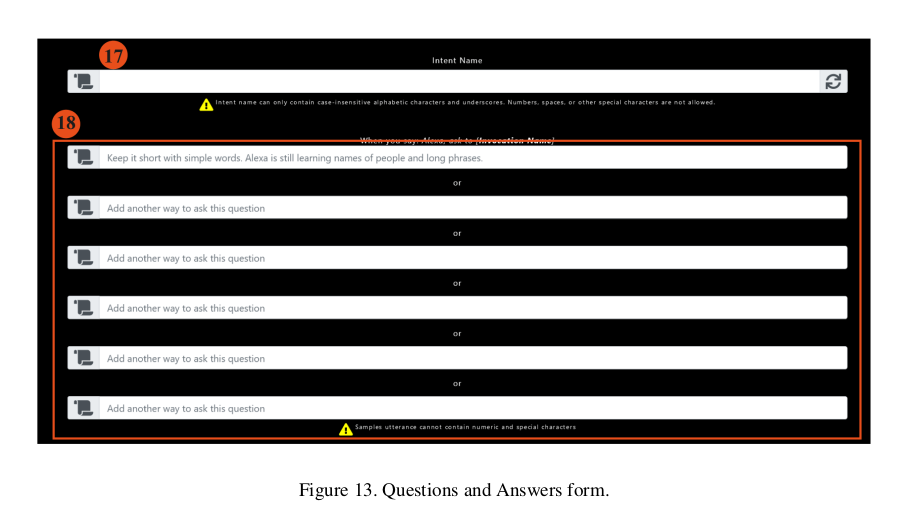 17
Intent Name
Intent name can only contain case-insensitive alphabetic characters and underscores. Numbers, spaces, or other special characters are not allowed.
18
When you say: Alexa, ask to [Invocation Name]
Keep it short with simple words. Alexa is still learning names of people and long phrases.
or
Add another way to ask this question
or
Add another way to ask this question
or
Add another way to ask this question
or
Add another way to ask this question
or
Add another way to ask this question
Samples utterance cannot contain numeric and special characters
Figure 13. Questions and Answers form.